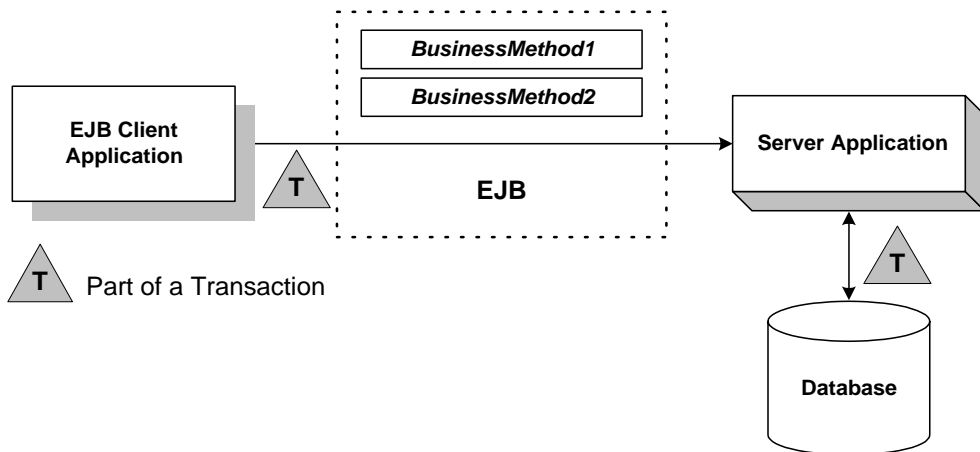 BusinessMethod1
BusinessMethod2
EJB Client
Application
T
EJB
Server Application
T
T
Part of a Transaction
Database